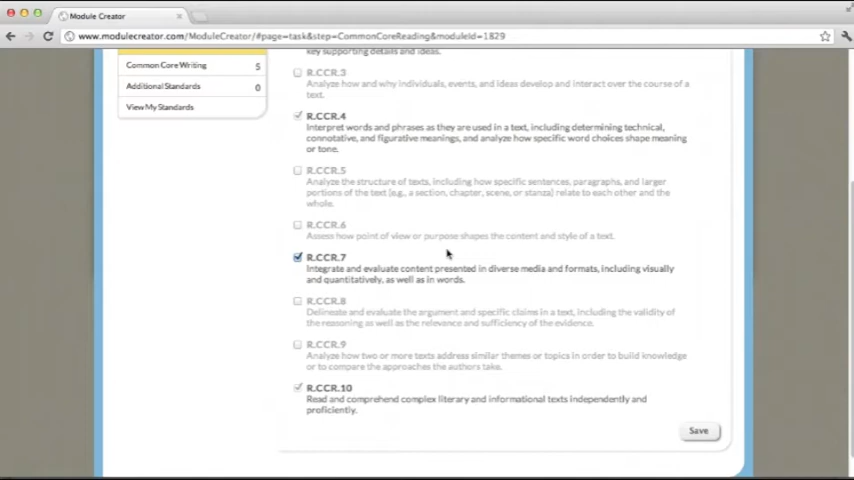 Module Creator
www.modulecreator.com/ModuleCreator/#page=task&step=CommonCoreReading&moduleId=1829
key supporting details and ideas.
Common Core Writing 5
Additional Standards 0
View My Standards
R.CCR.3
Analyze how and why individuals, events, and ideas develop and interact over the course of a
text.
R.CCR.4
Interpret words and phrases as they are used in a text, including determining technical,
connotative, and figurative meanings, and analyze how specific word choices shape meaning
or tone.
R.CCR.5
Analyze the structure of texts, including how specific sentences, paragraphs, and larger
portions of the text [e.g., a section, chapter, scene, or stanza] relate to each other and the
whole.
R.CCR.6
Assess how point of view or purpose shapes the content and style of a text.
R.CCR.7
Integrate and evaluate content presented in diverse media and formats, including visually
and quantitatively, as well as in words.
R.CCR.8
Delineate and evaluate the argument and specific claims in a text, including the validity of
the reasoning as well as the relevance and sufficiency of the evidence.
R.CCR.9
Analyze how two or more texts address similar themes or topics in order to build knowledge
or to compare the approaches the authors take.
R.CCR.10
Read and comprehend complex literary and informational texts independently and
proficiently.
Save